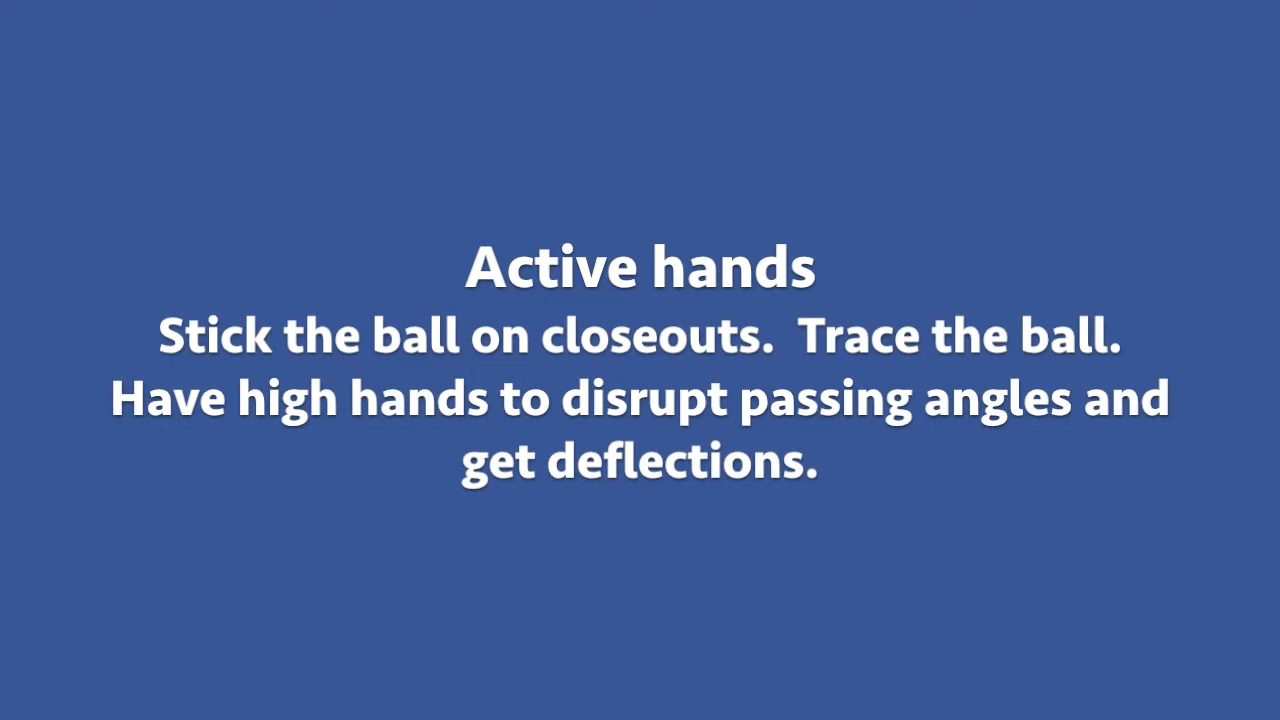 Active hands
Stick the ball on closeouts.  Trace the ball.
Have high hands to disrupt passing angles and
get deflections.